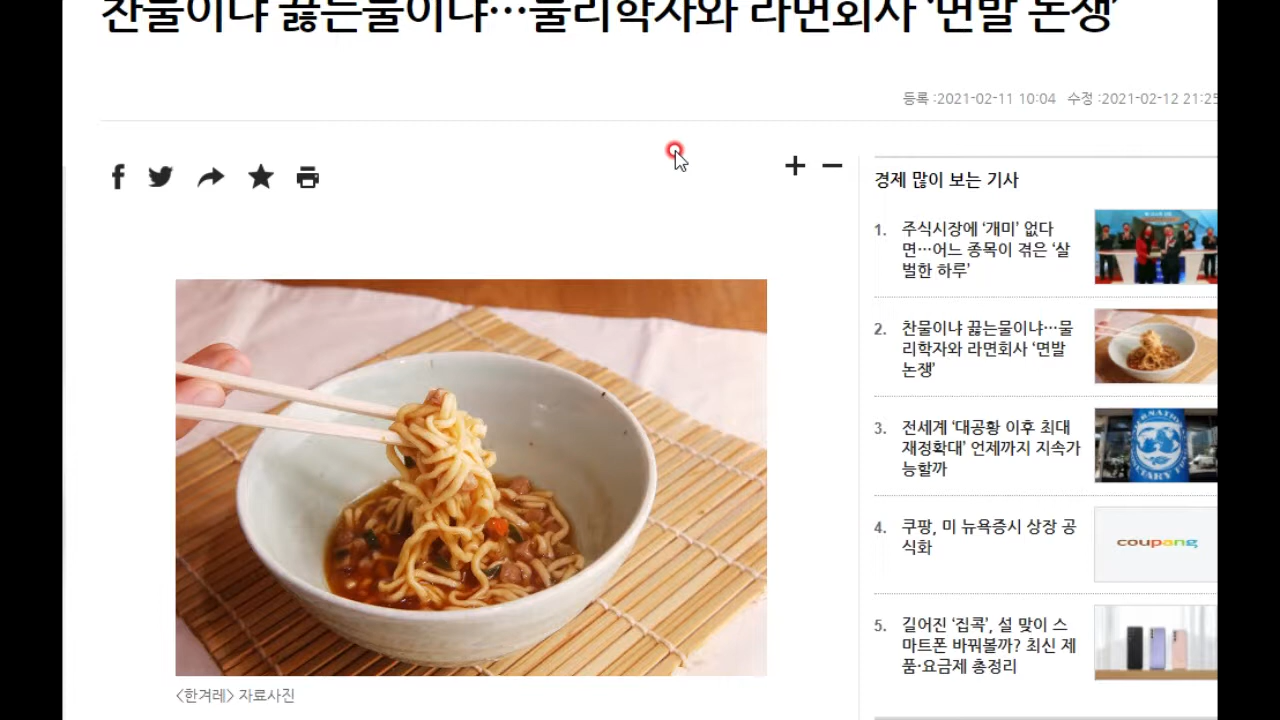 찬물이냐 끓는물이냐…물리학자와 라면회사 ‘면발 논쟁’
등록 :2021-02-11 10:04 수정 :2021-02-12 21:25
경제 많이 보는 기사
1. 주식시장에 ‘개미’ 없다
면…어느 종목이 겪은 ‘살
벌한 하루’
2. 찬물이냐 끓는물이냐…물
리학자와 라면회사 ‘면발
논쟁’
3. 전세계 ‘대공황 이후 최대
재정확대’ 언제까지 지속가
능할까
4. 쿠팡, 미 뉴욕증시 상장 공
식화
coupang
5. 길어진 ‘집콕’, 설 맞이 스
마트폰 바꿔볼까? 최신 제
품·요금제 총정리
<한겨레> 자료사진